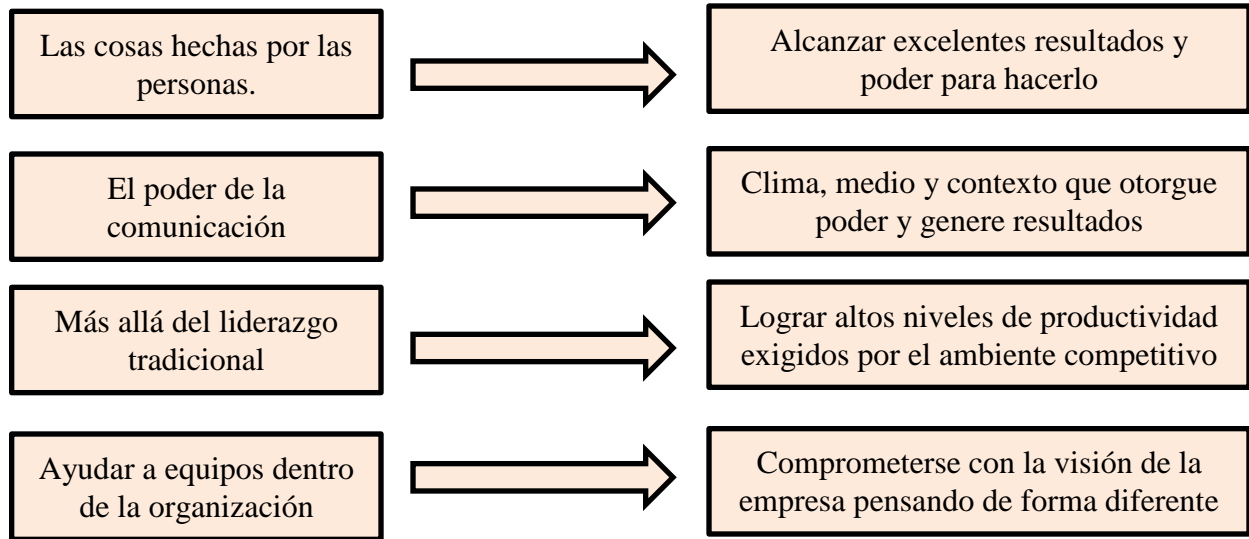 Las cosas hechas por las
personas.
Alcanzar excelentes resultados y
poder para hacerlo
El poder de la
comunicación
Clima, medio y contexto que otorgue
poder y genere resultados
Más allá del liderazgo
tradicional
Lograr altos niveles de productividad
exigidos por el ambiente competitivo
Ayudar a equipos dentro
de la organización
Comprometerse con la visión de la
empresa pensando de forma diferente